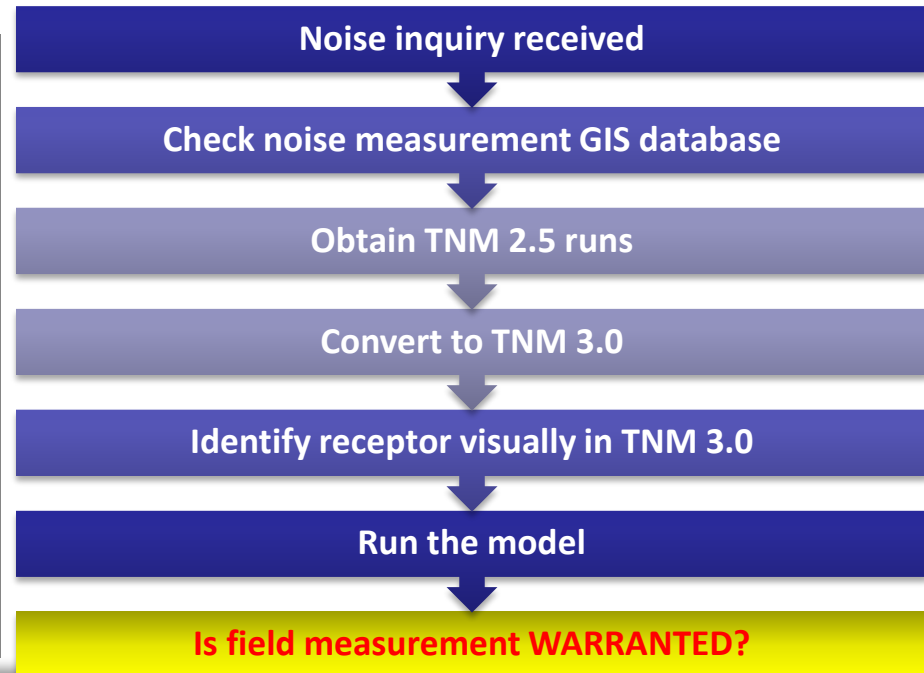 Noise inquiry received
Check noise measurement GIS database
Obtain TNM 2.5 runs
Convert to TNM 3.0
Identify receptor visually in TNM 3.0
Run the model
Is field measurement WARRANTED?